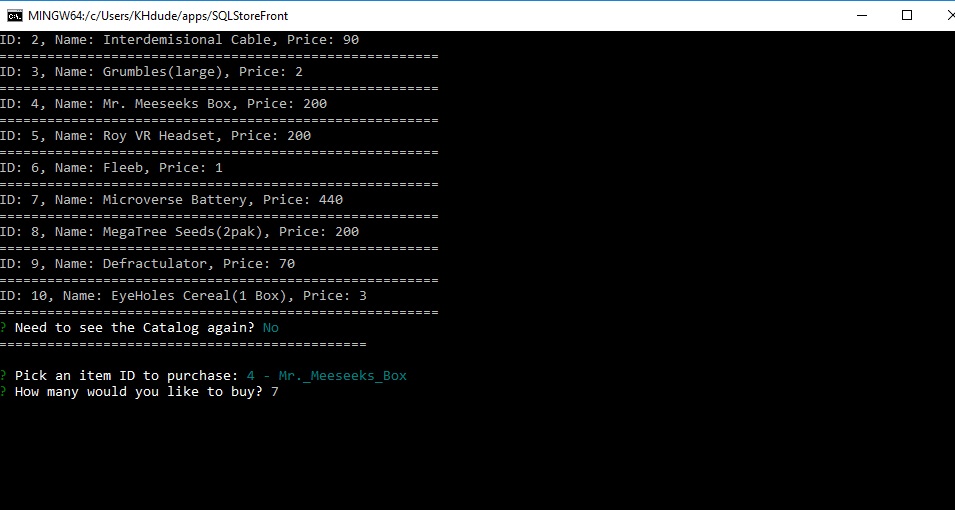 MINGW64:/c/Users/KHdude/apps/SQLStoreFront
ID: 2, Name: Interdemisional Cable, Price: 90
=======================================================
ID: 3, Name: Grumbles(large), Price: 2
=======================================================
ID: 4, Name: Mr. Meeseeks Box, Price: 200
=======================================================
ID: 5, Name: Roy VR Headset, Price: 200
=======================================================
ID: 6, Name: Fleeb, Price: 1
=======================================================
ID: 7, Name: Microverse Battery, Price: 440
=======================================================
ID: 8, Name: MegaTree Seeds(2pak), Price: 200
=======================================================
ID: 9, Name: Defractulator, Price: 70
=======================================================
ID: 10, Name: EyeHoles Cereal(1 Box), Price: 3
=======================================================
? Need to see the Catalog again? No
==============================================
? Pick an item ID to purchase: 4 - Mr._Meeseeks_Box
? How many would you like to buy? 7